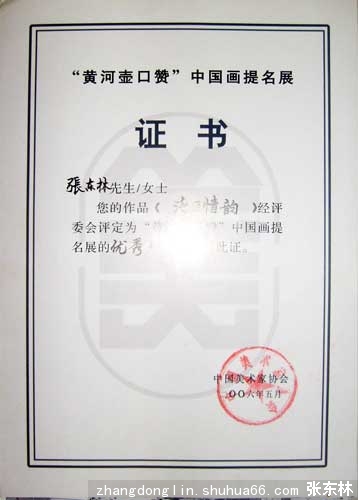 “黄河壶口赞”中国画提名展
证书
張东林先生/女士
您的作品《 情韵 》经评
委会评定为“ ”中国画提
名展的优秀 此证。
中国美术家协会
二〇〇六年五月
zhangdonglin.shuhua66.com 张东林